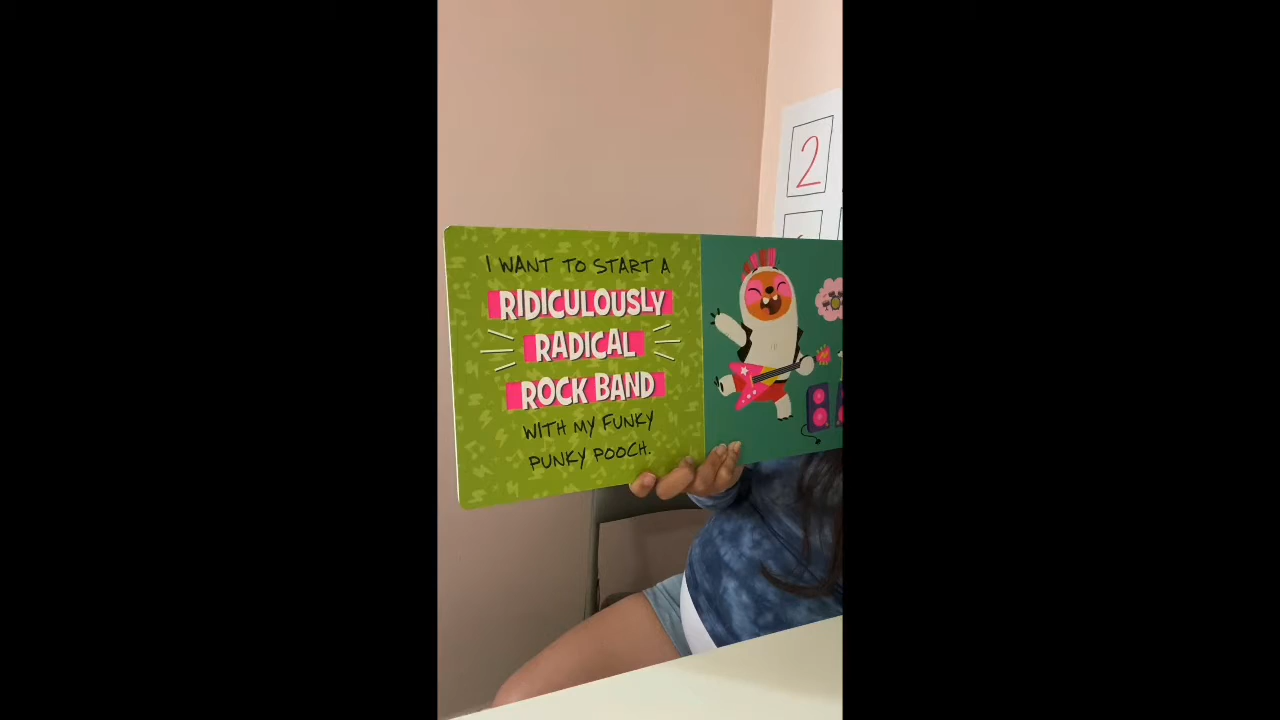 2
I WANT TO START A
RIDICULOUSLY
RADICAL
ROCK BAND
WITH MY FUNKY
PUNKY POOCH.